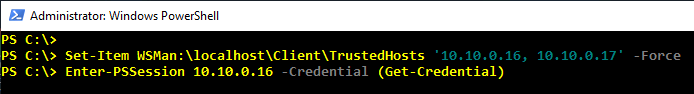 Administrator: Windows PowerShell
PS C:\>
PS C:\> Set-Item WSMan:\localhost\Client\TrustedHosts '10.10.0.16, 10.10.0.17' -Force
PS C:\> Enter-PSSession 10.10.0.16 -Credential (Get-Credential)